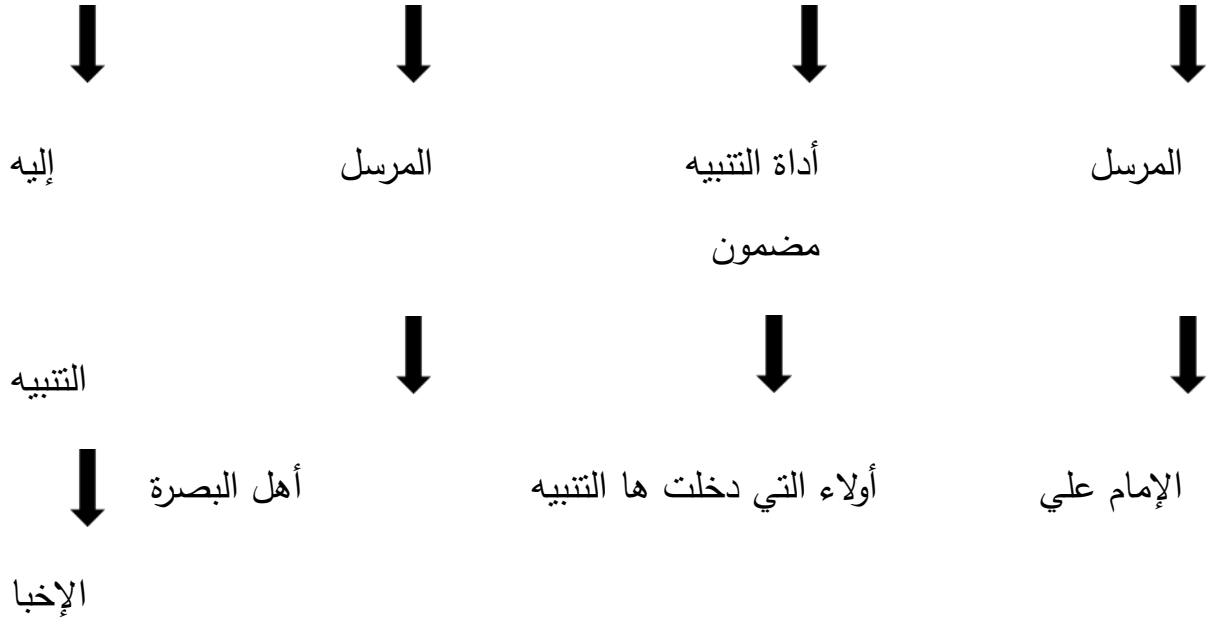 المرسل أداة التنبيه المرسل إليه
مضمون
التنبيه
الإمام علي أولاء التي دخلت ها التنبيه أهل البصرة
الإخبا